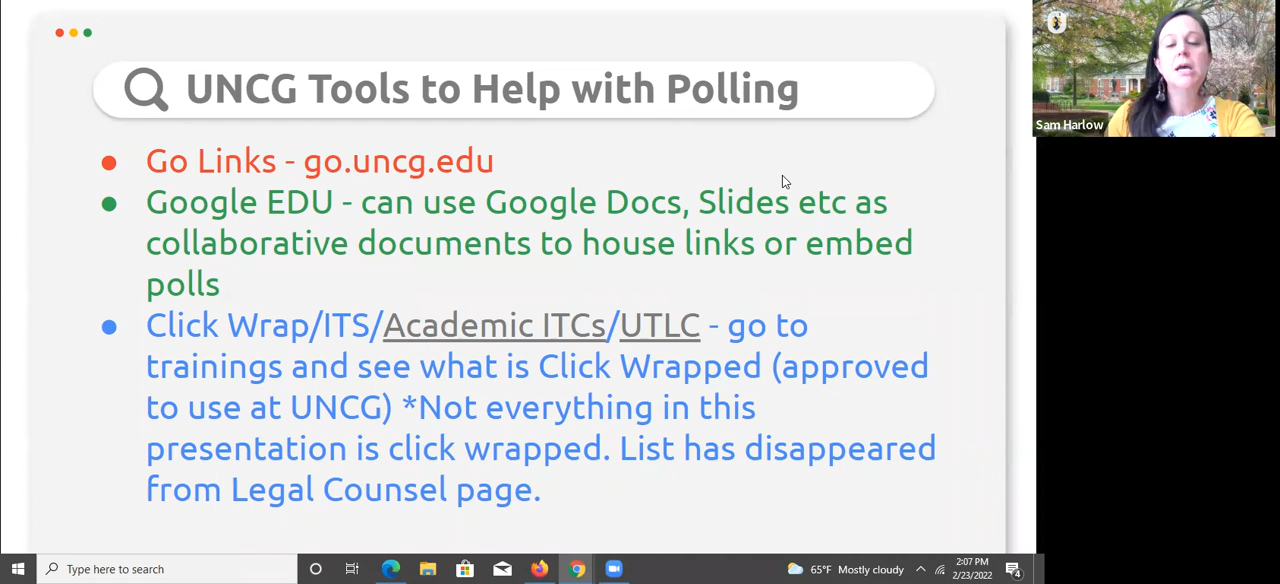 UNCG Tools to Help with Polling
Sam Harlow
Go Links - go.uncg.edu
Google EDU - can use Google Docs, Slides etc as
collaborative documents to house links or embed
polls
Click Wrap/ITS/Academic ITCs/UTLC - go to
trainings and see what is Click Wrapped (approved
to use at UNCG) *Not everything in this
presentation is click wrapped. List has disappeared
from Legal Counsel page.
Type here to search
65°F Mostly cloudy
2:07 PM
2/23/2022
4